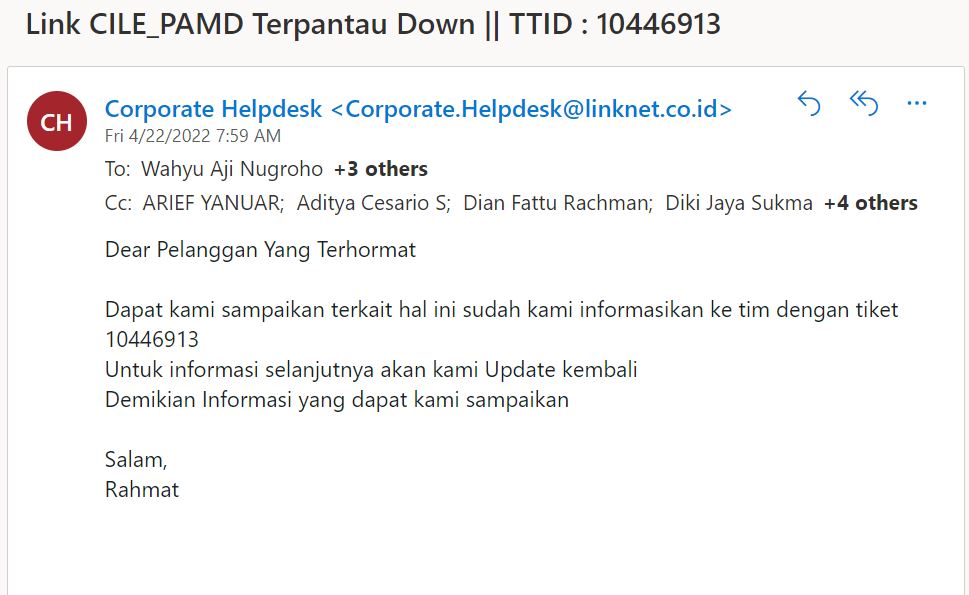 Link CILE_PAMD Terpantau Down || TTID : 10446913
CH
Corporate Helpdesk <Corporate.Helpdesk@linknet.co.id>
Fri 4/22/2022 7:59 AM
To: Wahyu Aji Nugroho +3 others
Cc: ARIEF YANUAR; Aditya Cesario S; Dian Fattu Rachman; Diki Jaya Sukma +4 others
Dear Pelanggan Yang Terhormat
Dapat kami sampaikan terkait hal ini sudah kami informasikan ke tim dengan tiket
10446913
Untuk informasi selanjutnya akan kami Update kembali
Demikian Informasi yang dapat kami sampaikan
Salam,
Rahmat